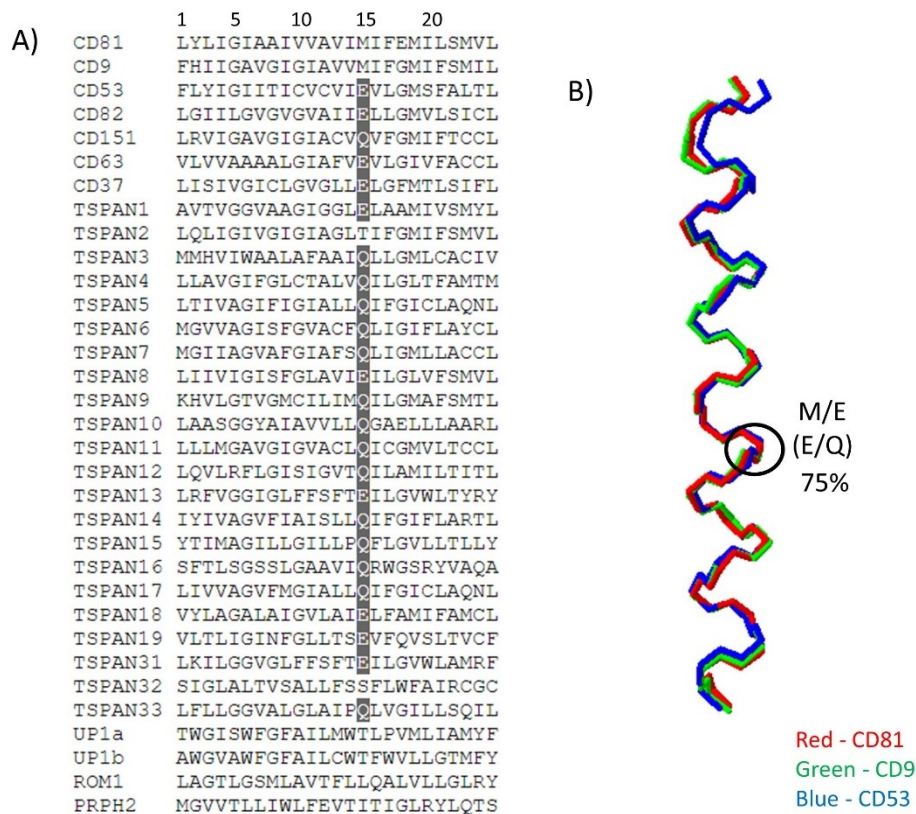 A)
1 5 10 15 20
CD81 LYLIGIAAIVVAVIMIFEMILSMVL
CD9 FHIIGAVGIGIAVVMIFGMIFSMIL
CD53 FLYIGIITICVCVIEVLGMSFALTL
CD82 LGIILGVGVGVAIIELLGMVLSICL
CD151 LRVIGAVGIGIACVQVFGMIFTCCL
CD63 VLVVAAAALGIAFVEVLGIVFACCL
CD37 LISIVGICLGVGLLELGFMTLSIFL
TSPAN1 AVTVGGVAAGIGGLELAAMIVSMYL
TSPAN2 LQLIGIVGIGIAGLTIFGMIFSMVL
TSPAN3 MMHVIWAALAFAAIQLLGMLCACIV
TSPAN4 LLAVGIFGLCTALVQILGLTFAMTM
TSPAN5 LTIVAGIFIGIALLQIFGICLAQNL
TSPAN6 MGVVAGISFGVACFQLIGIFLAYCL
TSPAN7 MGIIAGVAFGIAFSQLIGMLLACCL
TSPAN8 LIIVIGISFGLAVIEILGLVFSMVL
TSPAN9 KHVLGTVGMCILIMQILGMAFSMTL
TSPAN10 LAASGGYAIAVVLLQGAELLLAARL
TSPAN11 LLLMGAVGIGVACLQICGMVLTCCL
TSPAN12 LQVLRFLGISIGVTQILAMILTITL
TSPAN13 LRFVGGIGLFFSFTEILGVWLTYRY
TSPAN14 IYIVAGVFIAISLLQIFGIFLARTL
TSPAN15 YTIMAGILLGILLPQFLGVLLTLLY
TSPAN16 SFTLSGSSLGAAVIQRWGSRYVAQA
TSPAN17 LIVVAGVFMGIALLQIFGICLAQNL
TSPAN18 VYLAGALAIGVLAIELFAMIFAMCL
TSPAN19 VLTLIGINFGLLTSEVFQVSLTVCF
TSPAN31 LKILGGVGLFFSFTEILGVWLAMRF
TSPAN32 SIGLALTVSALLFSSFLWFAIRCGC
TSPAN33 LFLLGGVALGLAIPQLVGILLSQIL
UP1a TWGISWFGFAILMWTLPVMLIAMYF
UP1b AWGVAWFGFAILCWTFWVLLGTMFY
ROM1 LAGTLGSMLAVTFLLQALVLLGLRY
PRPH2 MGVVTLLIWLFEVTITIGLRYLQTS
B)
M/E
(E/Q)
75%
Red - CD81
Green - CD9
Blue - CD53